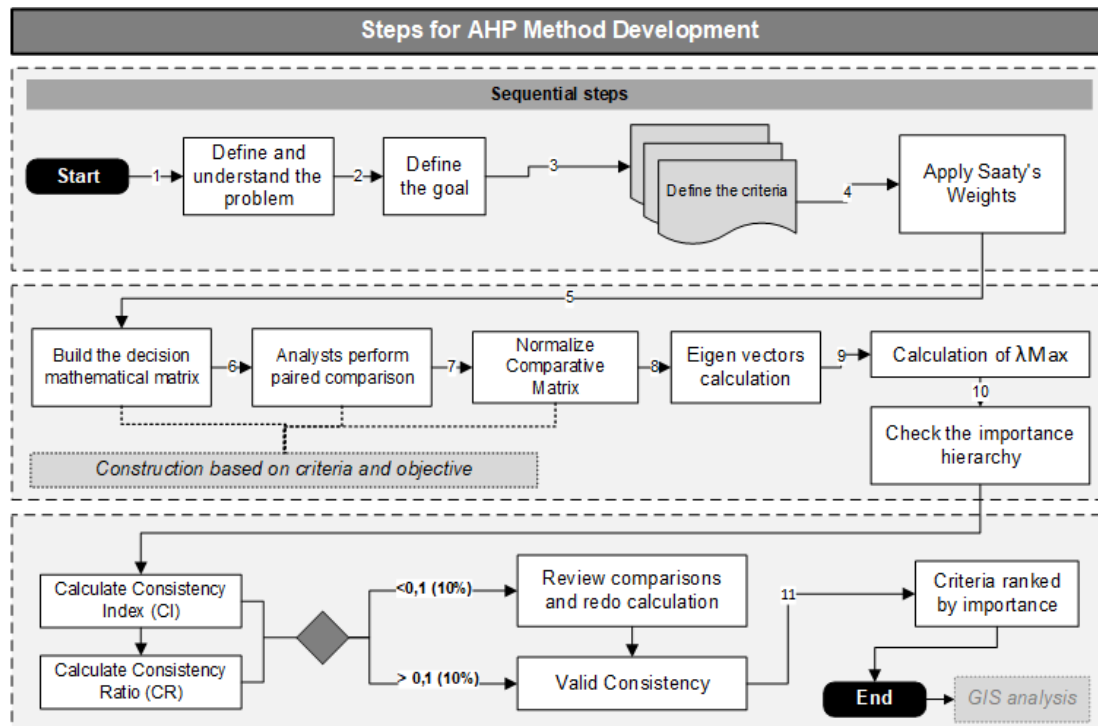 Steps for AHP Method Development
Sequential steps
Start
1
Define and
understand the
problem
2
Define
the goal
3
Define the criteria
4
Apply Saaty's
Weights
5
Build the decision
mathematical matrix
6
Analysts perform
paired comparison
7
Normalize
Comparative
Matrix
8
Eigen vectors
calculation
9
Calculation of λMax
10
Check the importance
hierarchy
Construction based on criteria and objective
Calculate Consistency
Index (CI)
Calculate Consistency
Ratio (CR)
<0,1 (10%)
Review comparisons
and redo calculation
> 0,1 (10%)
Valid Consistency
11
Criteria ranked
by importance
End
GIS analysis